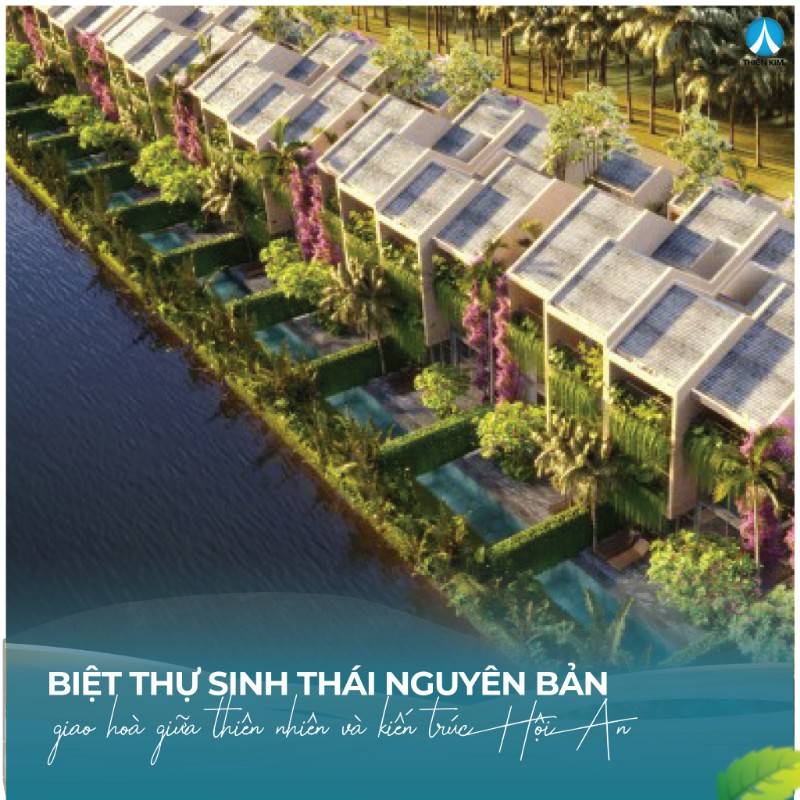 THIÊN KIM
BIỆT THỰ SINH THÁI NGUYÊN BẢN
giao hoà giữa thiên nhiên và kiến trúc Hội An